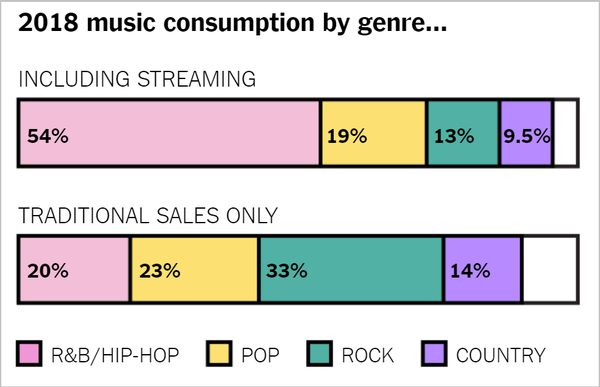 2018 music consumption by genre...
INCLUDING STREAMING
54% 19% 13% 9.5%
TRADITIONAL SALES ONLY
20% 23% 33% 14%
R&B/HIP-HOP POP ROCK COUNTRY